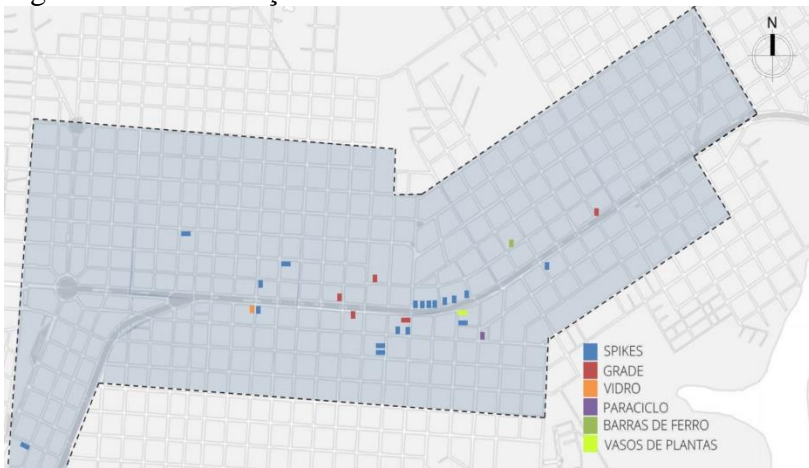 N
SPIKES
GRADE
VIDRO
PARACICLO
BARRAS DE FERRO
VASOS DE PLANTAS